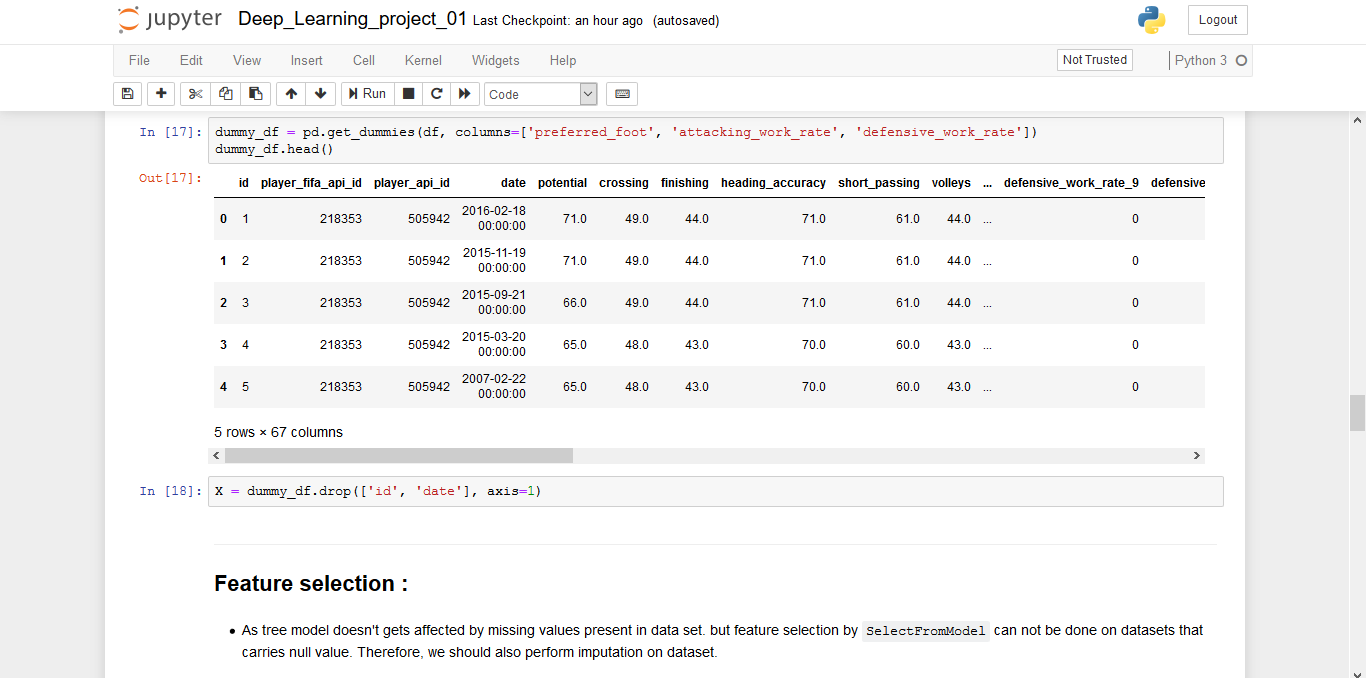 jupyter Deep_Learning_project_01 Last Checkpoint: an hour ago (autosaved) Logout
File Edit View Insert Cell Kernel Widgets Help Not Trusted Python 3
Run Code
In [17]: dummy_df = pd.get_dummies(df, columns=['preferred_foot', 'attacking_work_rate', 'defensive_work_rate'])
dummy_df.head()
Out[17]:
id player_fifa_api_id player_api_id date potential crossing finishing heading_accuracy short_passing volleys ... defensive_work_rate_9 defensive
0 1 218353 505942 2016-02-18 00:00:00 71.0 49.0 44.0 71.0 61.0 44.0 ... 0
1 2 218353 505942 2015-11-19 00:00:00 71.0 49.0 44.0 71.0 61.0 44.0 ... 0
2 3 218353 505942 2015-09-21 00:00:00 66.0 49.0 44.0 71.0 61.0 44.0 ... 0
3 4 218353 505942 2015-03-20 00:00:00 65.0 48.0 43.0 70.0 60.0 43.0 ... 0
4 5 218353 505942 2007-02-22 00:00:00 65.0 48.0 43.0 70.0 60.0 43.0 ... 0
5 rows × 67 columns
In [18]: X = dummy_df.drop(['id', 'date'], axis=1)
Feature selection :
• As tree model doesn't gets affected by missing values present in data set. but feature selection by SelectFromModel can not be done on datasets that
carries null value. Therefore, we should also perform imputation on dataset.